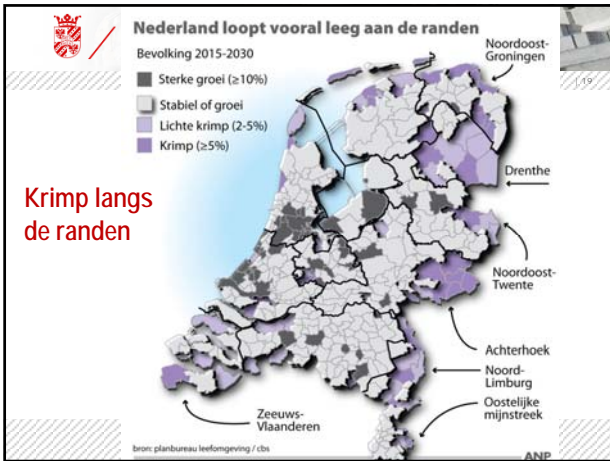 Nederland loopt vooral leeg aan de randen
Bevolking 2015-2030
Sterke groei (≥10%)
Stabiel of groei
Lichte krimp (2-5%)
Krimp (≥5%)
Noordoost-
Groningen
| 19
Krimp langs
de randen
Drenthe
Noordoost-
Twente
Achterhoek
Noord-
Limburg
Oostelijke
mijnstreek
Zeeuws-
Vlaanderen
bron: planbureau leefomgeving / cbs
ANP